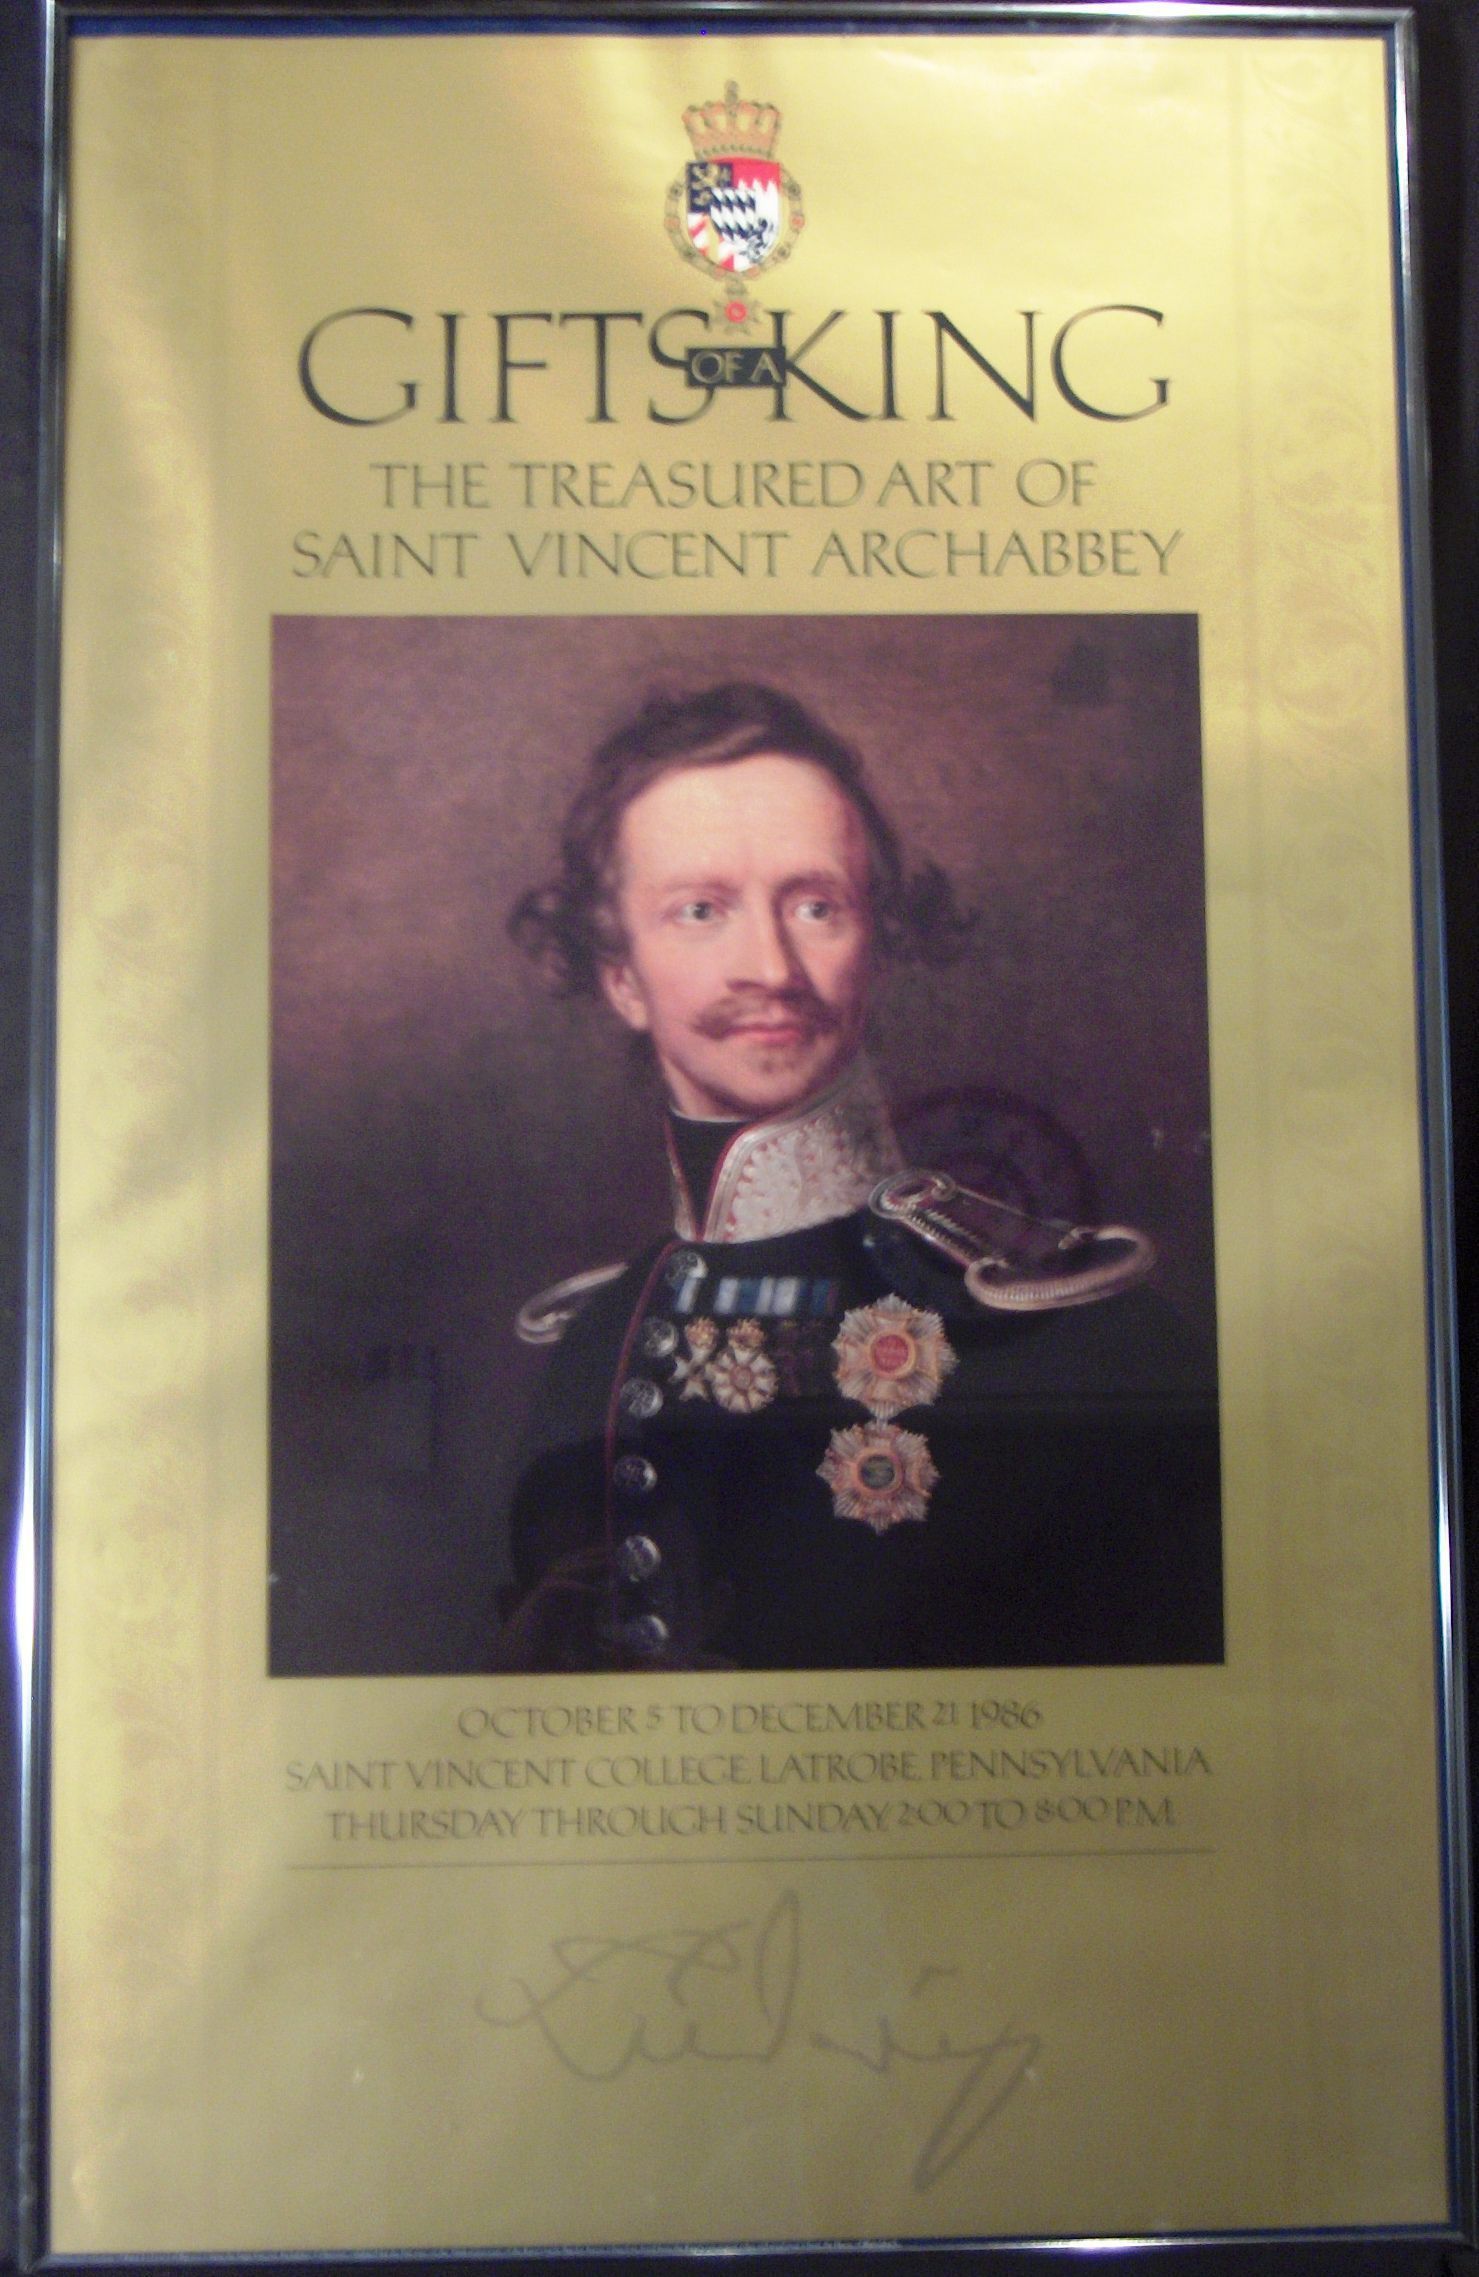 GIFTS OF A KING
THE TREASURED ART OF
SAINT VINCENT ARCHABBEY
OCTOBER 5 TO DECEMBER 21 1986
SAINT VINCENT COLLEGE, LATROBE, PENNSYLVANIA
THURSDAY THROUGH SUNDAY, 2:00 TO 8:00 P.M.
Ludwig